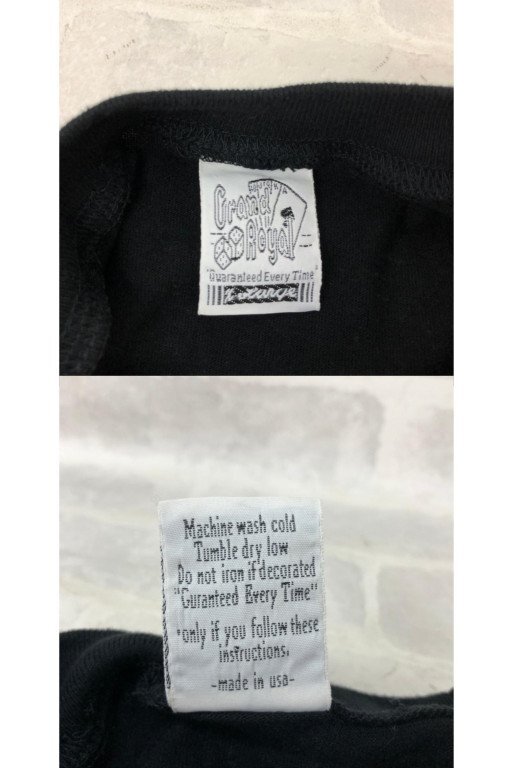 Grand
Royal
"Guaranteed Every Time"
Machine wash cold
Tumble dry low
Do not iron if decorated
"Guranteed Every Time"
*only if you follow these
instructions.
-made in usa-